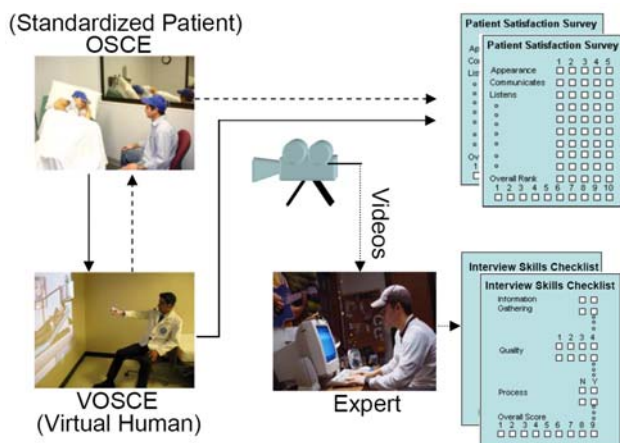 (Standardized Patient)
OSCE
Patient Satisfaction Survey
Patient Satisfaction Survey
1 2 3 4 5
Appearance
Communicates
Listens
Overall Rank
1 2 3 4 5 6 7 8 9 10
Videos
VOSCE
(Virtual Human)
Expert
Interview Skills Checklist
Interview Skills Checklist
Information
Gathering
1 2 3 4
Quality
N Y
Process
Overall Score
1 2 3 4 5 6 7 8 9